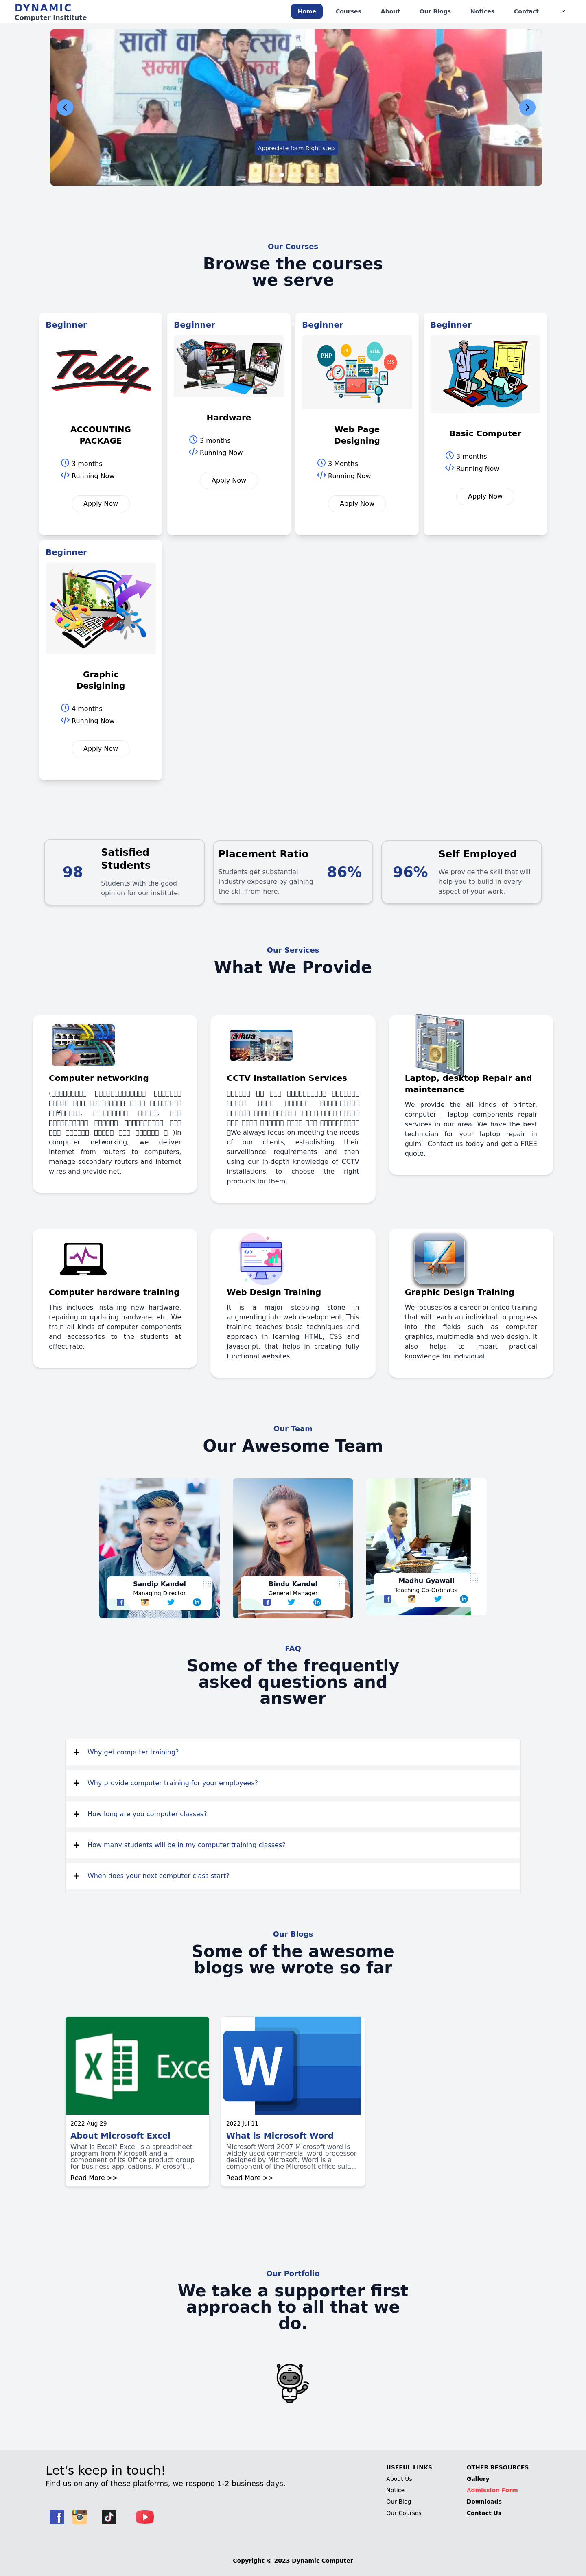 DYNAMIC
Computer Insititute
Home
Courses
About
Our Blogs
Notices
Contact
Appreciate form Right step
Our Courses
Browse the courses
we serve
Beginner
Tally
ACCOUNTING
PACKAGE
3 months
Running Now
Apply Now
Beginner
Hardware
3 months
Running Now
Apply Now
Beginner
PHP
HTML
Web Page
Designing
3 Months
Running Now
Apply Now
Beginner
Basic Computer
3 months
Running Now
Apply Now
Beginner
Graphic
Desigining
4 months
Running Now
Apply Now
98
Satisfied
Students
Students with the good
opinion for our institute.
Placement Ratio
Students get substantial
industry exposure by gaining
the skill from here.
86%
96%
Self Employed
We provide the skill that will
help you to build in every
aspect of your work.
Our Services
What We Provide
Computer networking
)In
computer networking, we deliver
internet from routers to computers,
manage secondary routers and internet
wires and provide net.
alhua
CCTV Installation Services
We always focus on meeting the needs
of our clients, establishing their
surveillance requirements and then
using our in-depth knowledge of CCTV
installations to choose the right
products for them.
Laptop, desktop Repair and
maintenance
We provide the all kinds of printer,
computer , laptop components repair
services in our area. We have the best
technician for your laptop repair in
gulmi. Contact us today and get a FREE
quote.
Computer hardware training
This includes installing new hardware,
repairing or updating hardware, etc. We
train all kinds of computer components
and accessories to the students at
effect rate.
Web Design Training
It is a major stepping stone in
augmenting into web development. This
training teaches basic techniques and
approach in learning HTML, CSS and
javascript. that helps in creating fully
functional websites.
Graphic Design Training
We focuses os a career-oriented training
that will teach an individual to progress
into the fields such as computer
graphics, multimedia and web design. It
also helps to impart practical
knowledge for individual.
Our Team
Our Awesome Team
Sandip Kandel
Managing Director
Bindu Kandel
General Manager
Madhu Gyawali
Teaching Co-Ordinator
FAQ
Some of the frequently
asked questions and
answer
Why get computer training?
Why provide computer training for your employees?
How long are you computer classes?
How many students will be in my computer training classes?
When does your next computer class start?
Our Blogs
Some of the awesome
blogs we wrote so far
Exce
2022 Aug 29
About Microsoft Excel
What is Excel? Excel is a spreadsheet
program from Microsoft and a
component of its Office product group
for business applications. Microsoft...
Read More >>
W
2022 Jul 11
What is Microsoft Word
Microsoft Word 2007 Microsoft word is
widely used commercial word processor
designed by Microsoft. Word is a
component of the Microsoft office suit...
Read More >>
Our Portfolio
We take a supporter first
approach to all that we
do.
Let's keep in touch!
Find us on any of these platforms, we respond 1-2 business days.
USEFUL LINKS
About Us
Notice
Our Blog
Our Courses
OTHER RESOURCES
Gallery
Admission Form
Downloads
Contact Us
Copyright © 2023 Dynamic Computer